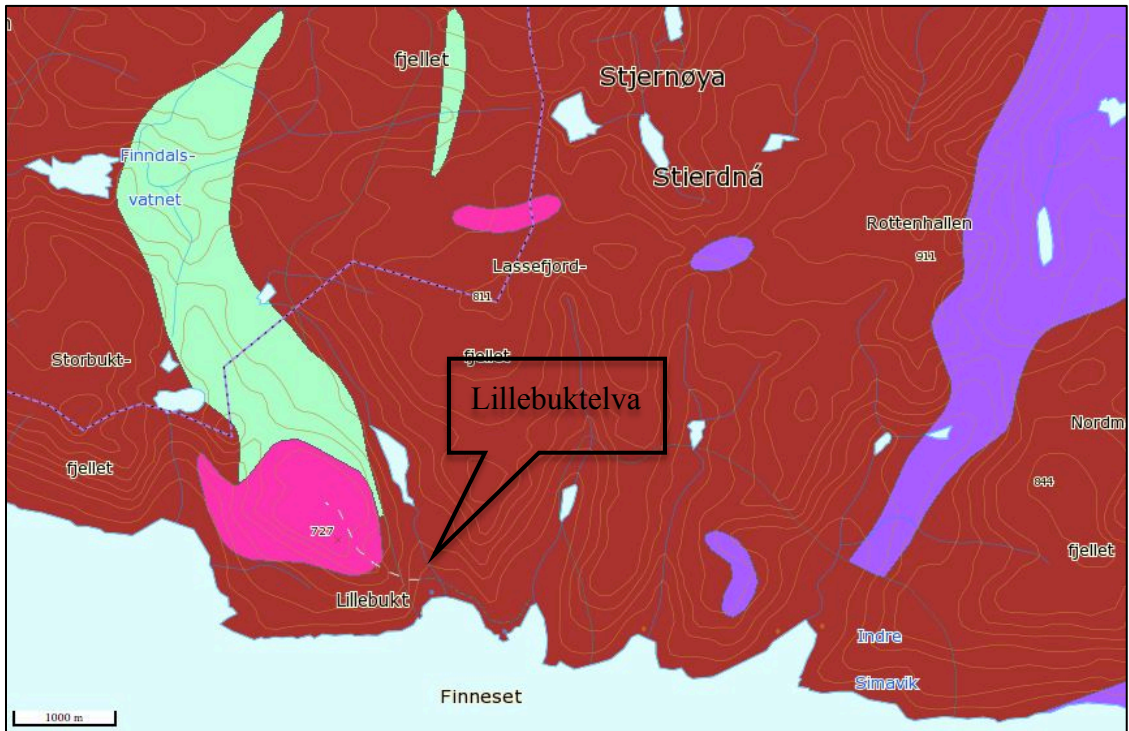 fjellet
Stjernøya
Finndals-
vatnet
Stierdná
Rottenhallen
911
Lassefjord-
811
fjellet
Storbukt-
fjellet
Lillebuktelva
Nordm
844
fjellet
727
Lillebukt
Indre
Simavik
Finneset
1000 m